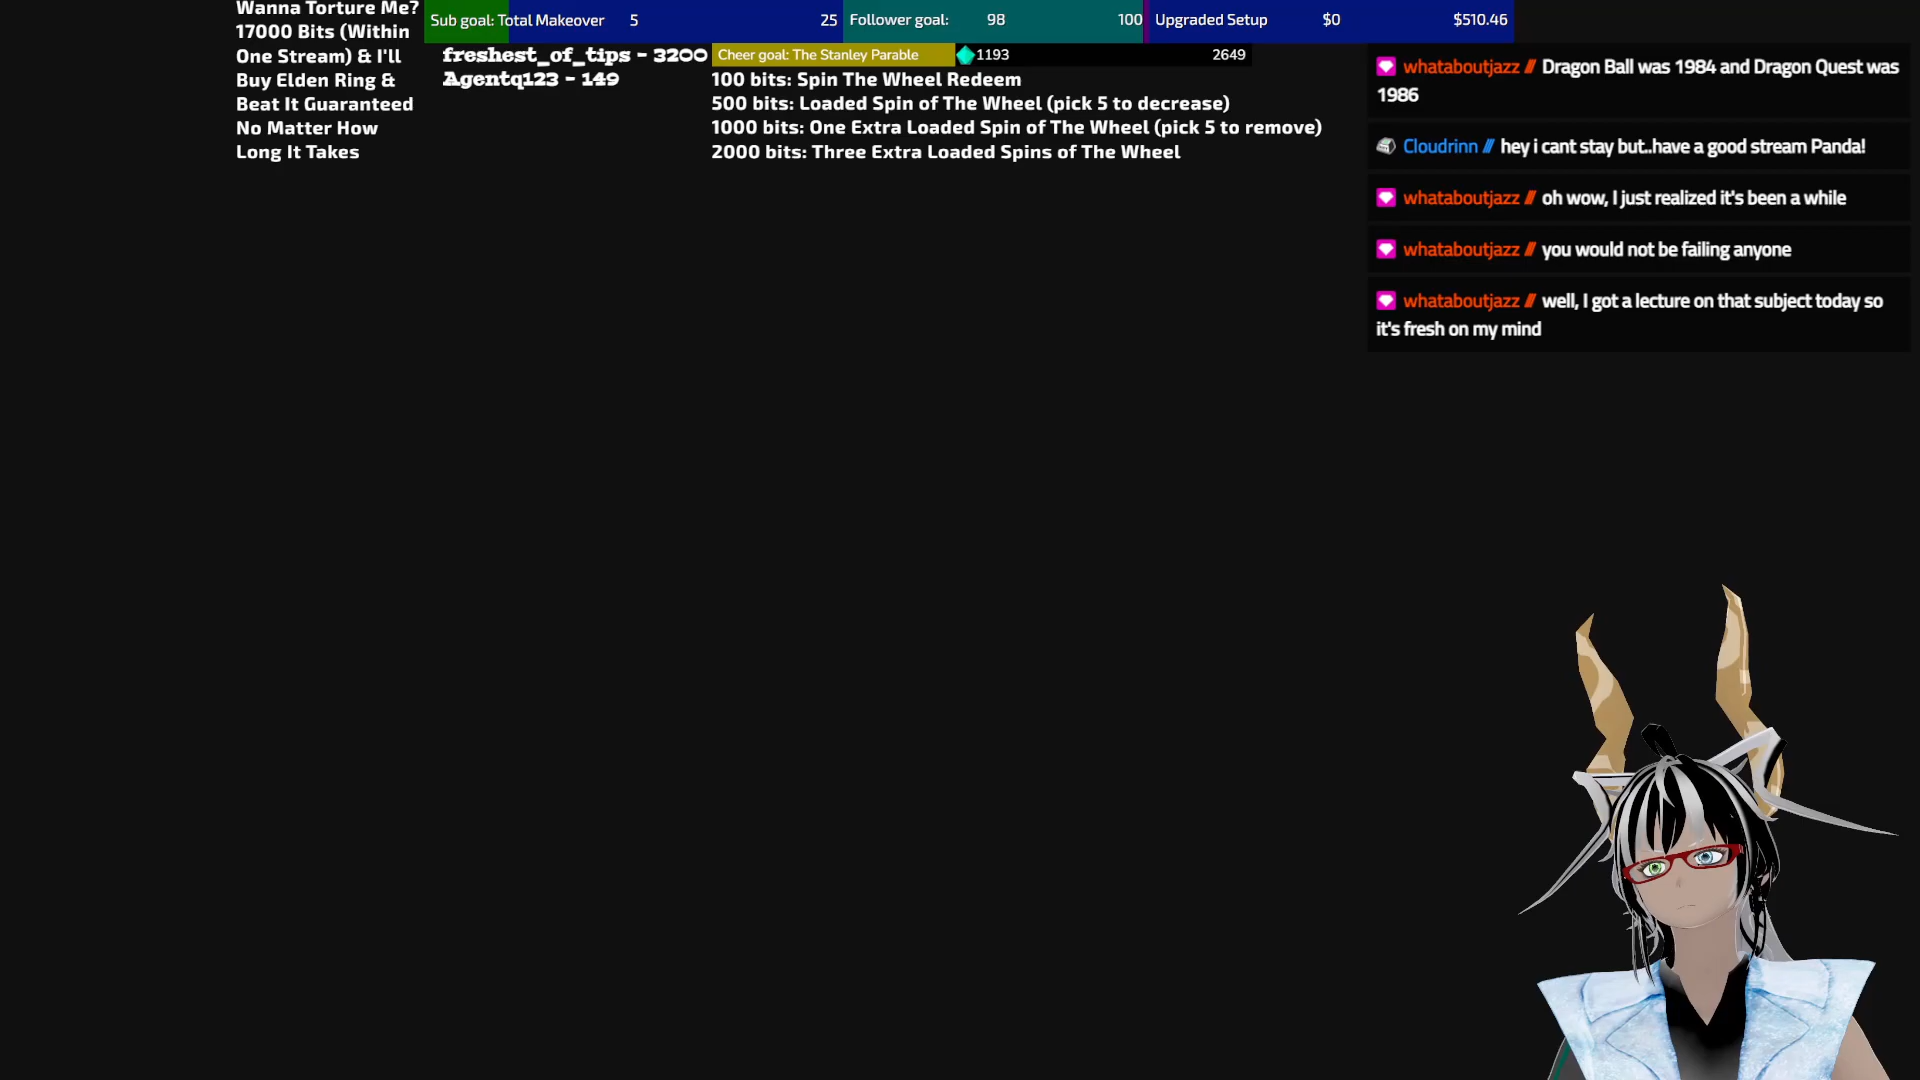 Wanna Torture Me?
17000 Bits (Within
One Stream) & I'll
Buy Elden Ring &
Beat It Guaranteed
No Matter How
Long It Takes
Sub goal: Total Makeover 5 25
Follower goal: 98 100
Upgraded Setup $0 $510.46
freshest_of_tips - 3200
Agentq123 - 149
Cheer goal: The Stanley Parable 1193 2649
100 bits: Spin The Wheel Redeem
500 bits: Loaded Spin of The Wheel (pick 5 to decrease)
1000 bits: One Extra Loaded Spin of The Wheel (pick 5 to remove)
2000 bits: Three Extra Loaded Spins of The Wheel
whataboutjazz // Dragon Ball was 1984 and Dragon Quest was
1986
Cloudrinn // hey i cant stay but..have a good stream Panda!
whataboutjazz // oh wow, I just realized it's been a while
whataboutjazz // you would not be failing anyone
whataboutjazz // well, I got a lecture on that subject today so
it's fresh on my mind